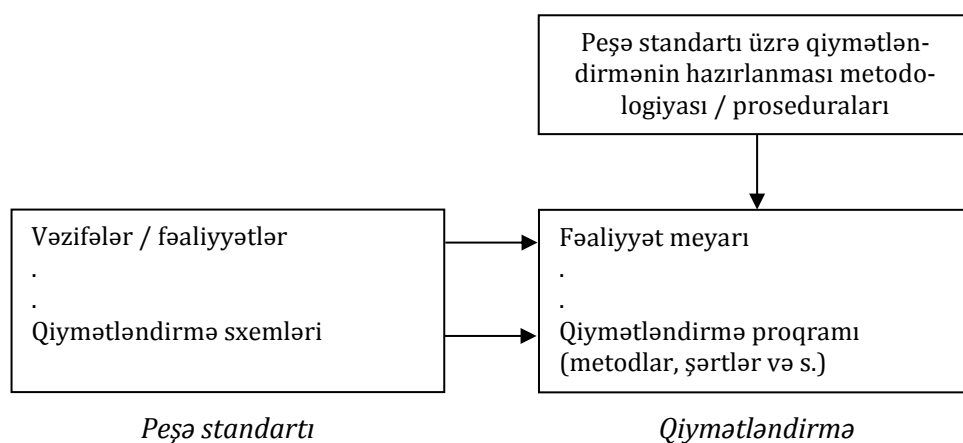 Peşə standartı üzrə qiymətlən-
dirmənin hazırlanması metodo-
logiyası / proseduraları
Vəzifələr / fəaliyyətlər
.
.
Qiymətləndirmə sxemləri
Fəaliyyət meyarı
.
.
Qiymətləndirmə proqramı
(metodlar, şərtlər və s.)
Peşə standartı
Qiymətləndirmə